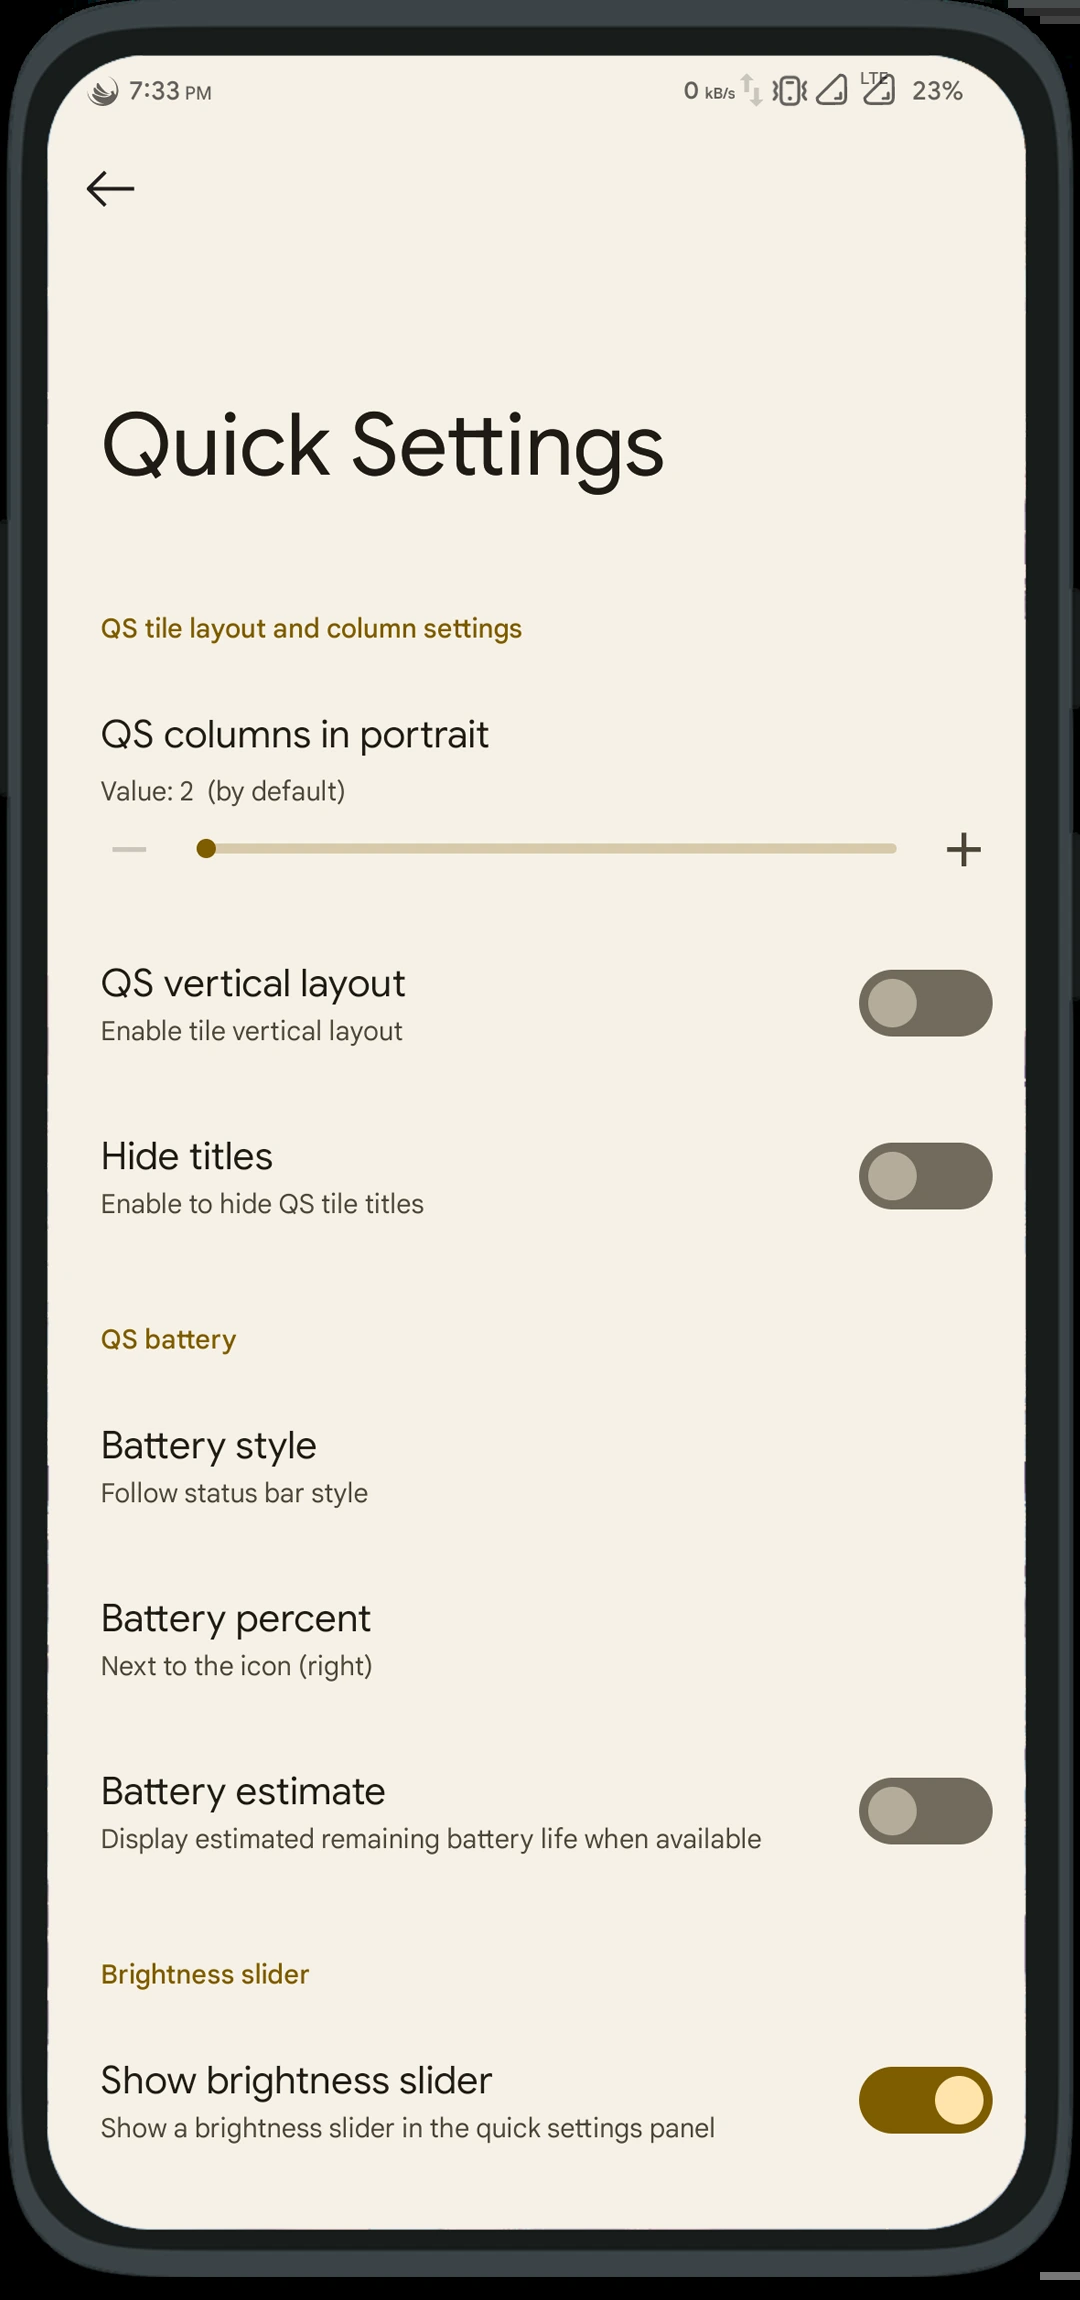 7:33 PM
0 kB/s LTE 23%
Quick Settings
QS tile layout and column settings
QS columns in portrait
Value: 2 (by default)
QS vertical layout
Enable tile vertical layout
Hide titles
Enable to hide QS tile titles
QS battery
Battery style
Follow status bar style
Battery percent
Next to the icon (right)
Battery estimate
Display estimated remaining battery life when available
Brightness slider
Show brightness slider
Show a brightness slider in the quick settings panel